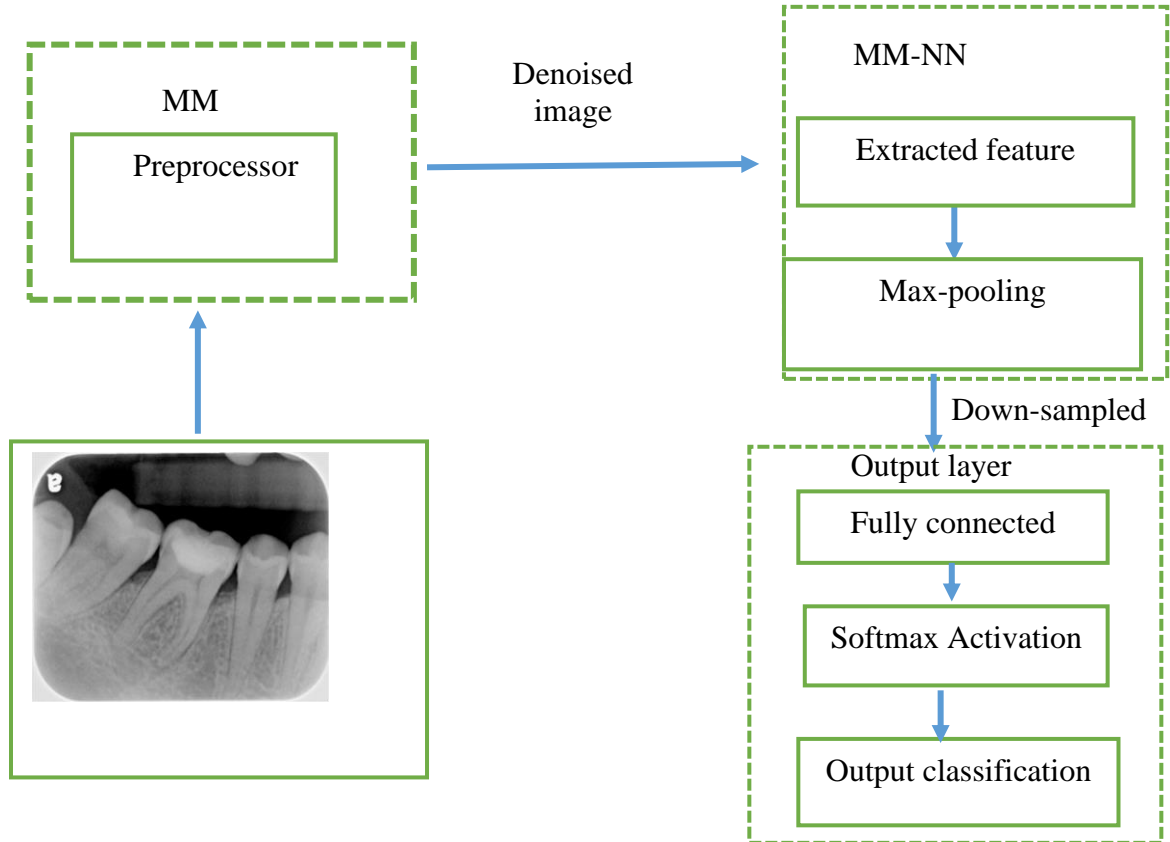 MM
Preprocessor
Denoised
image
MM-NN
Extracted feature
Max-pooling
Down-sampled
Output layer
Fully connected
Softmax Activation
Output classification